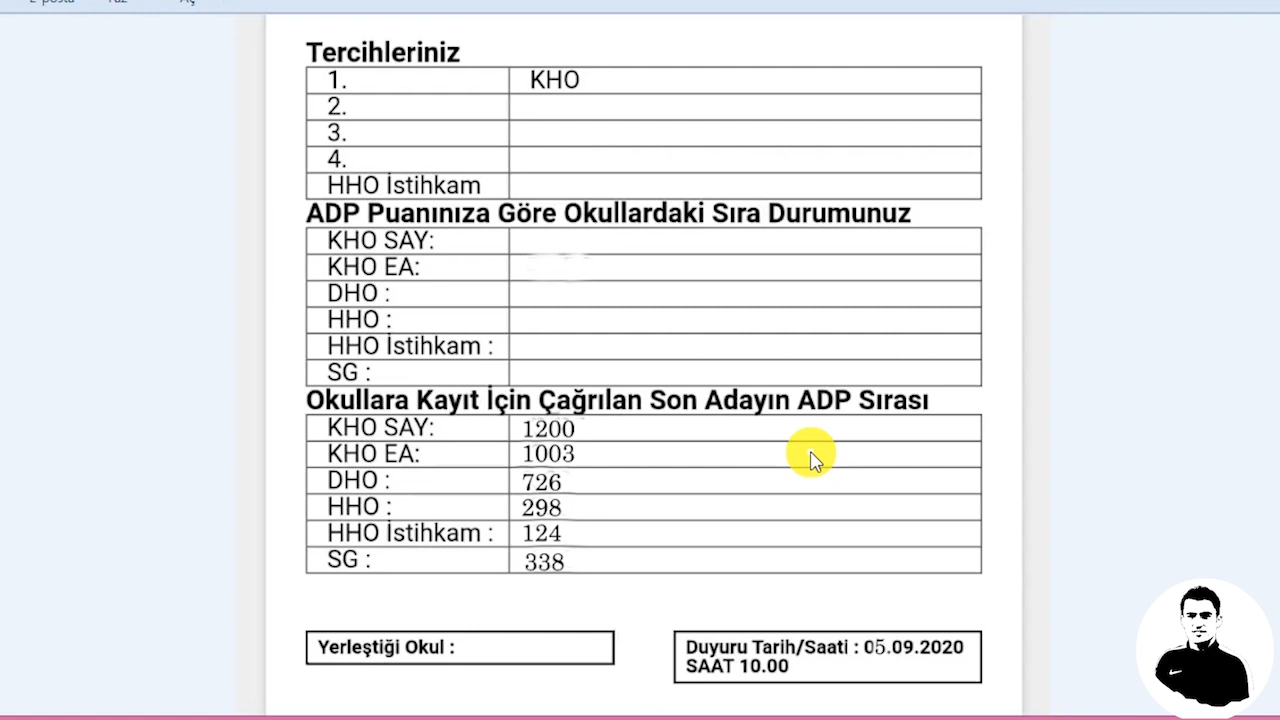 Tercihleriniz
1. KHO
2.
3.
4.
HHO İstihkam
ADP Puanınıza Göre Okullardaki Sıra Durumunuz
KHO SAY:
KHO EA:
DHO :
HHO :
HHO İstihkam :
SG :
Okullara Kayıt İçin Çağrılan Son Adayın ADP Sırası
KHO SAY: 1200
KHO EA: 1003
DHO : 726
HHO : 298
HHO İstihkam : 124
SG : 338
Yerleştiği Okul :
Duyuru Tarih/Saati : 05.09.2020
SAAT 10.00